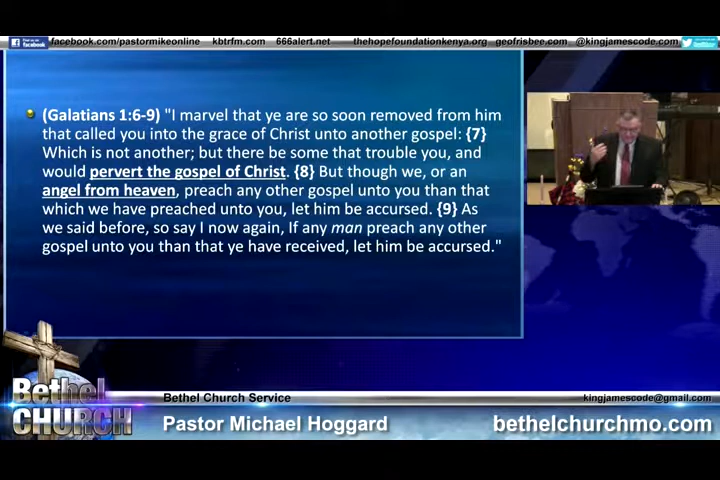 Find us on facebook facebook.com/pastormikeonline kbtrfm.com 666alert.net thehopefoundationkenya.org geofrisbee.com @kingjamescode.com
(Galatians 1:6-9) "I marvel that ye are so soon removed from him
that called you into the grace of Christ unto another gospel: {7}
Which is not another; but there be some that trouble you, and
would pervert the gospel of Christ. {8} But though we, or an
angel from heaven, preach any other gospel unto you than that
which we have preached unto you, let him be accursed. {9} As
we said before, so say I now again, If any man preach any other
gospel unto you than that ye have received, let him be accursed."
Bethel
CHURCH
Bethel Church Service
kingjamescode@gmail.com
Pastor Michael Hoggard
bethelchurchmo.com